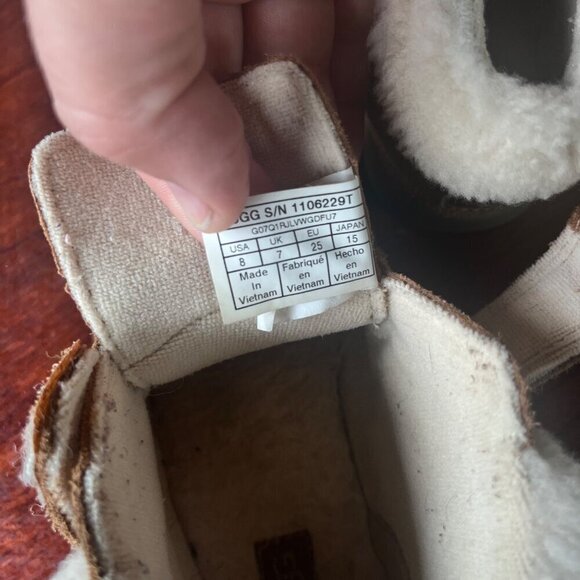 UGG S/N 1106229T
G07Q1RJLVWGDFU7
USA UK EU JAPAN
8 7 25 15
Made In Vietnam
Fabriqué en Vietnam
Hecho en Vietnam